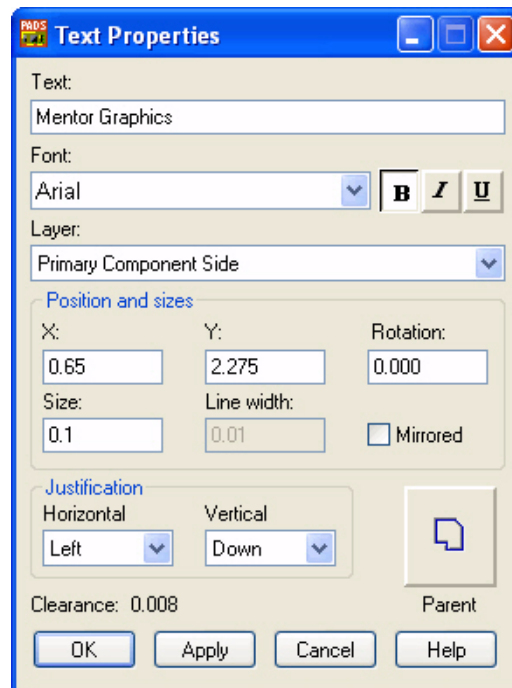 PADS
Text Properties
Text:
Mentor Graphics
Font:
Arial
B I U
Layer:
Primary Component Side
Position and sizes
X: Y: Rotation:
0.65 2.275 0.000
Size: Line width:
0.1 0.01 Mirrored
Justification
Horizontal Vertical
Left Down
Clearance: 0.008 Parent
OK Apply Cancel Help